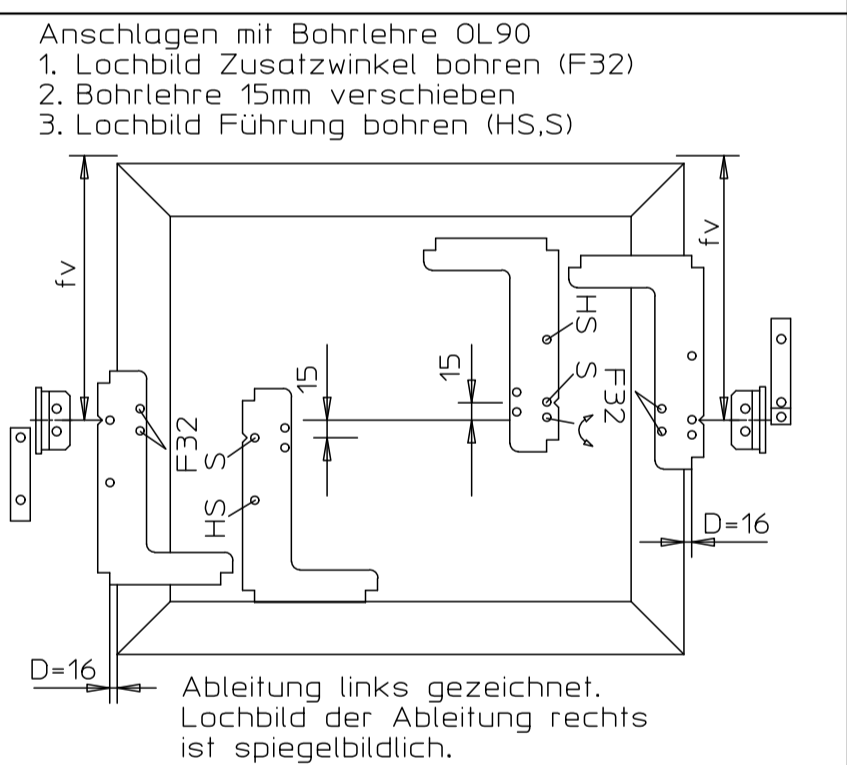 Anschlagen mit Bohrlehre OL90
1. Lochbild Zusatzwinkel bohren (F32)
2. Bohrlehre 15mm verschieben
3. Lochbild Führung bohren (HS,S)
fv
fv
HS
S
F32
15
15
F32
S
HS
D=16
D=16
Ableitung links gezeichnet.
Lochbild der Ableitung rechts
ist spiegelbildlich.